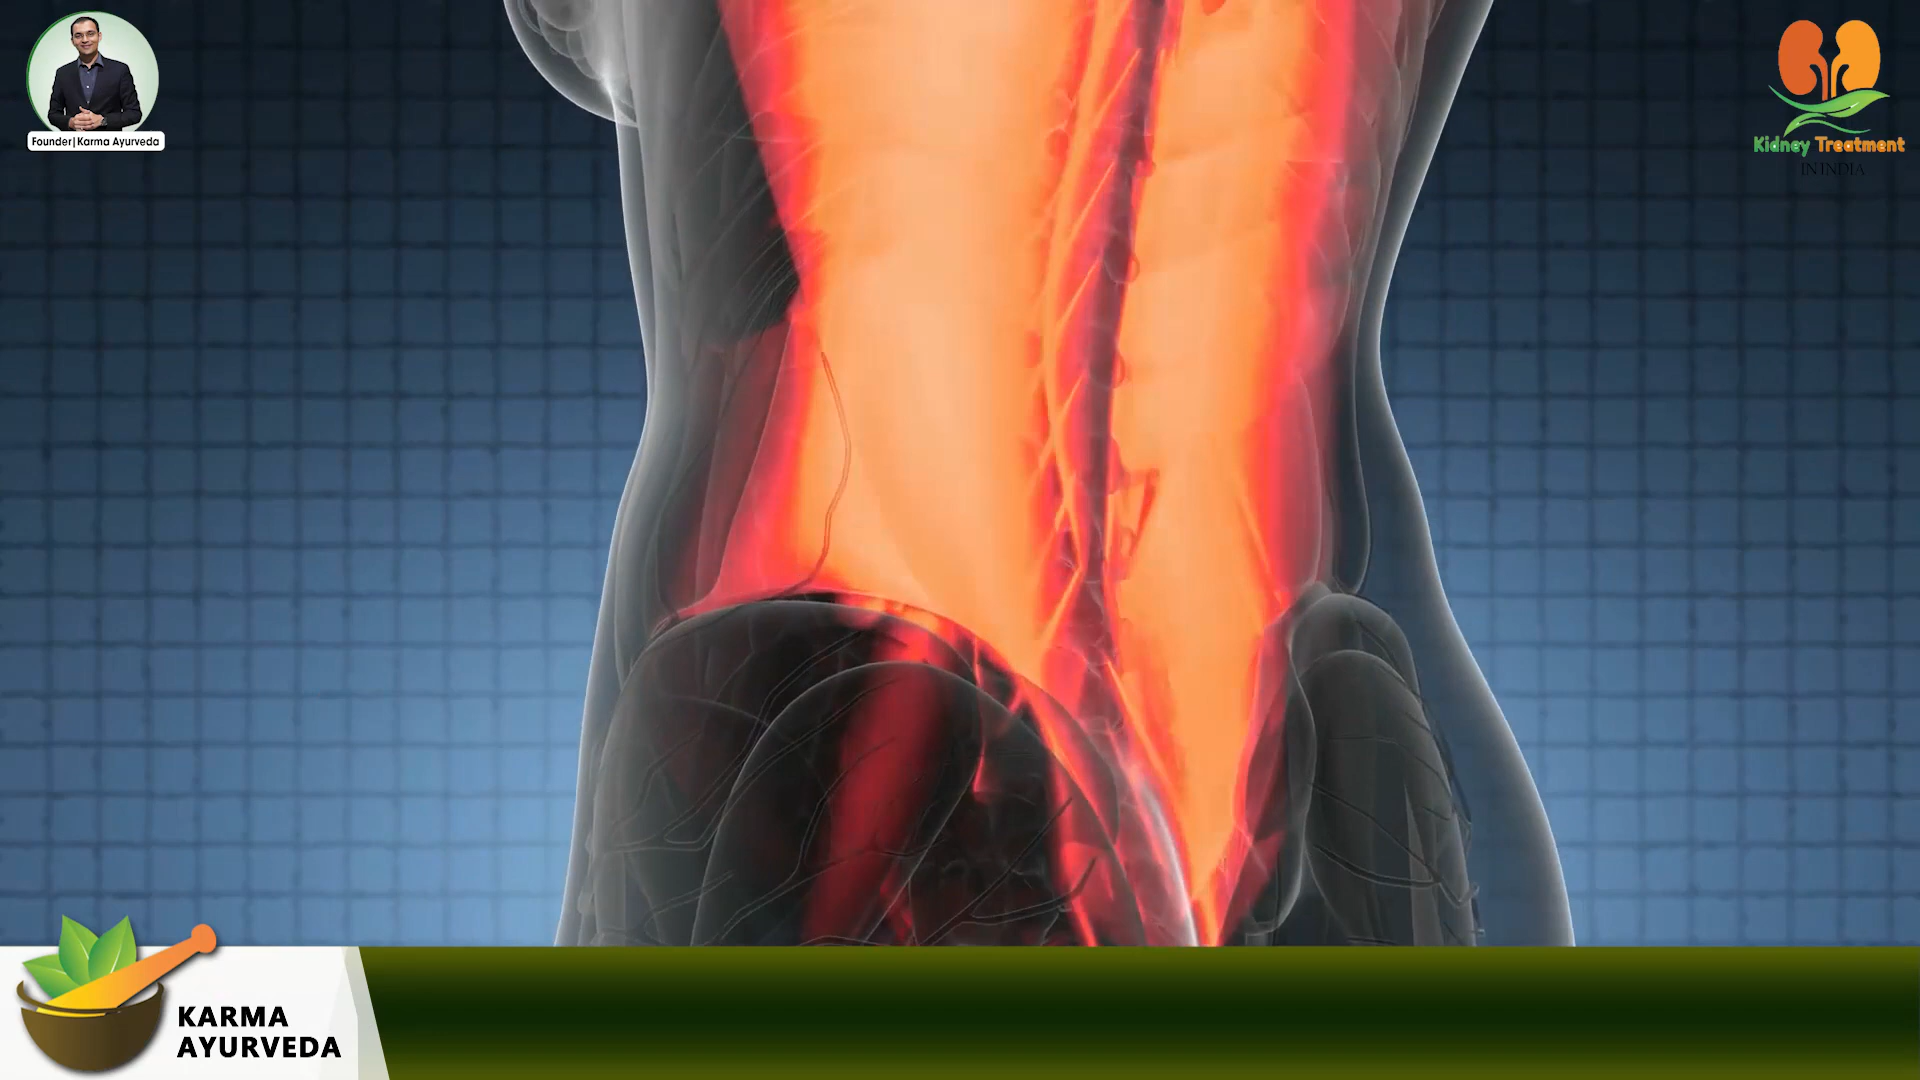 Founder|Karma Ayurveda
Kidney Treatment
IN INDIA
KARMA
AYURVEDA